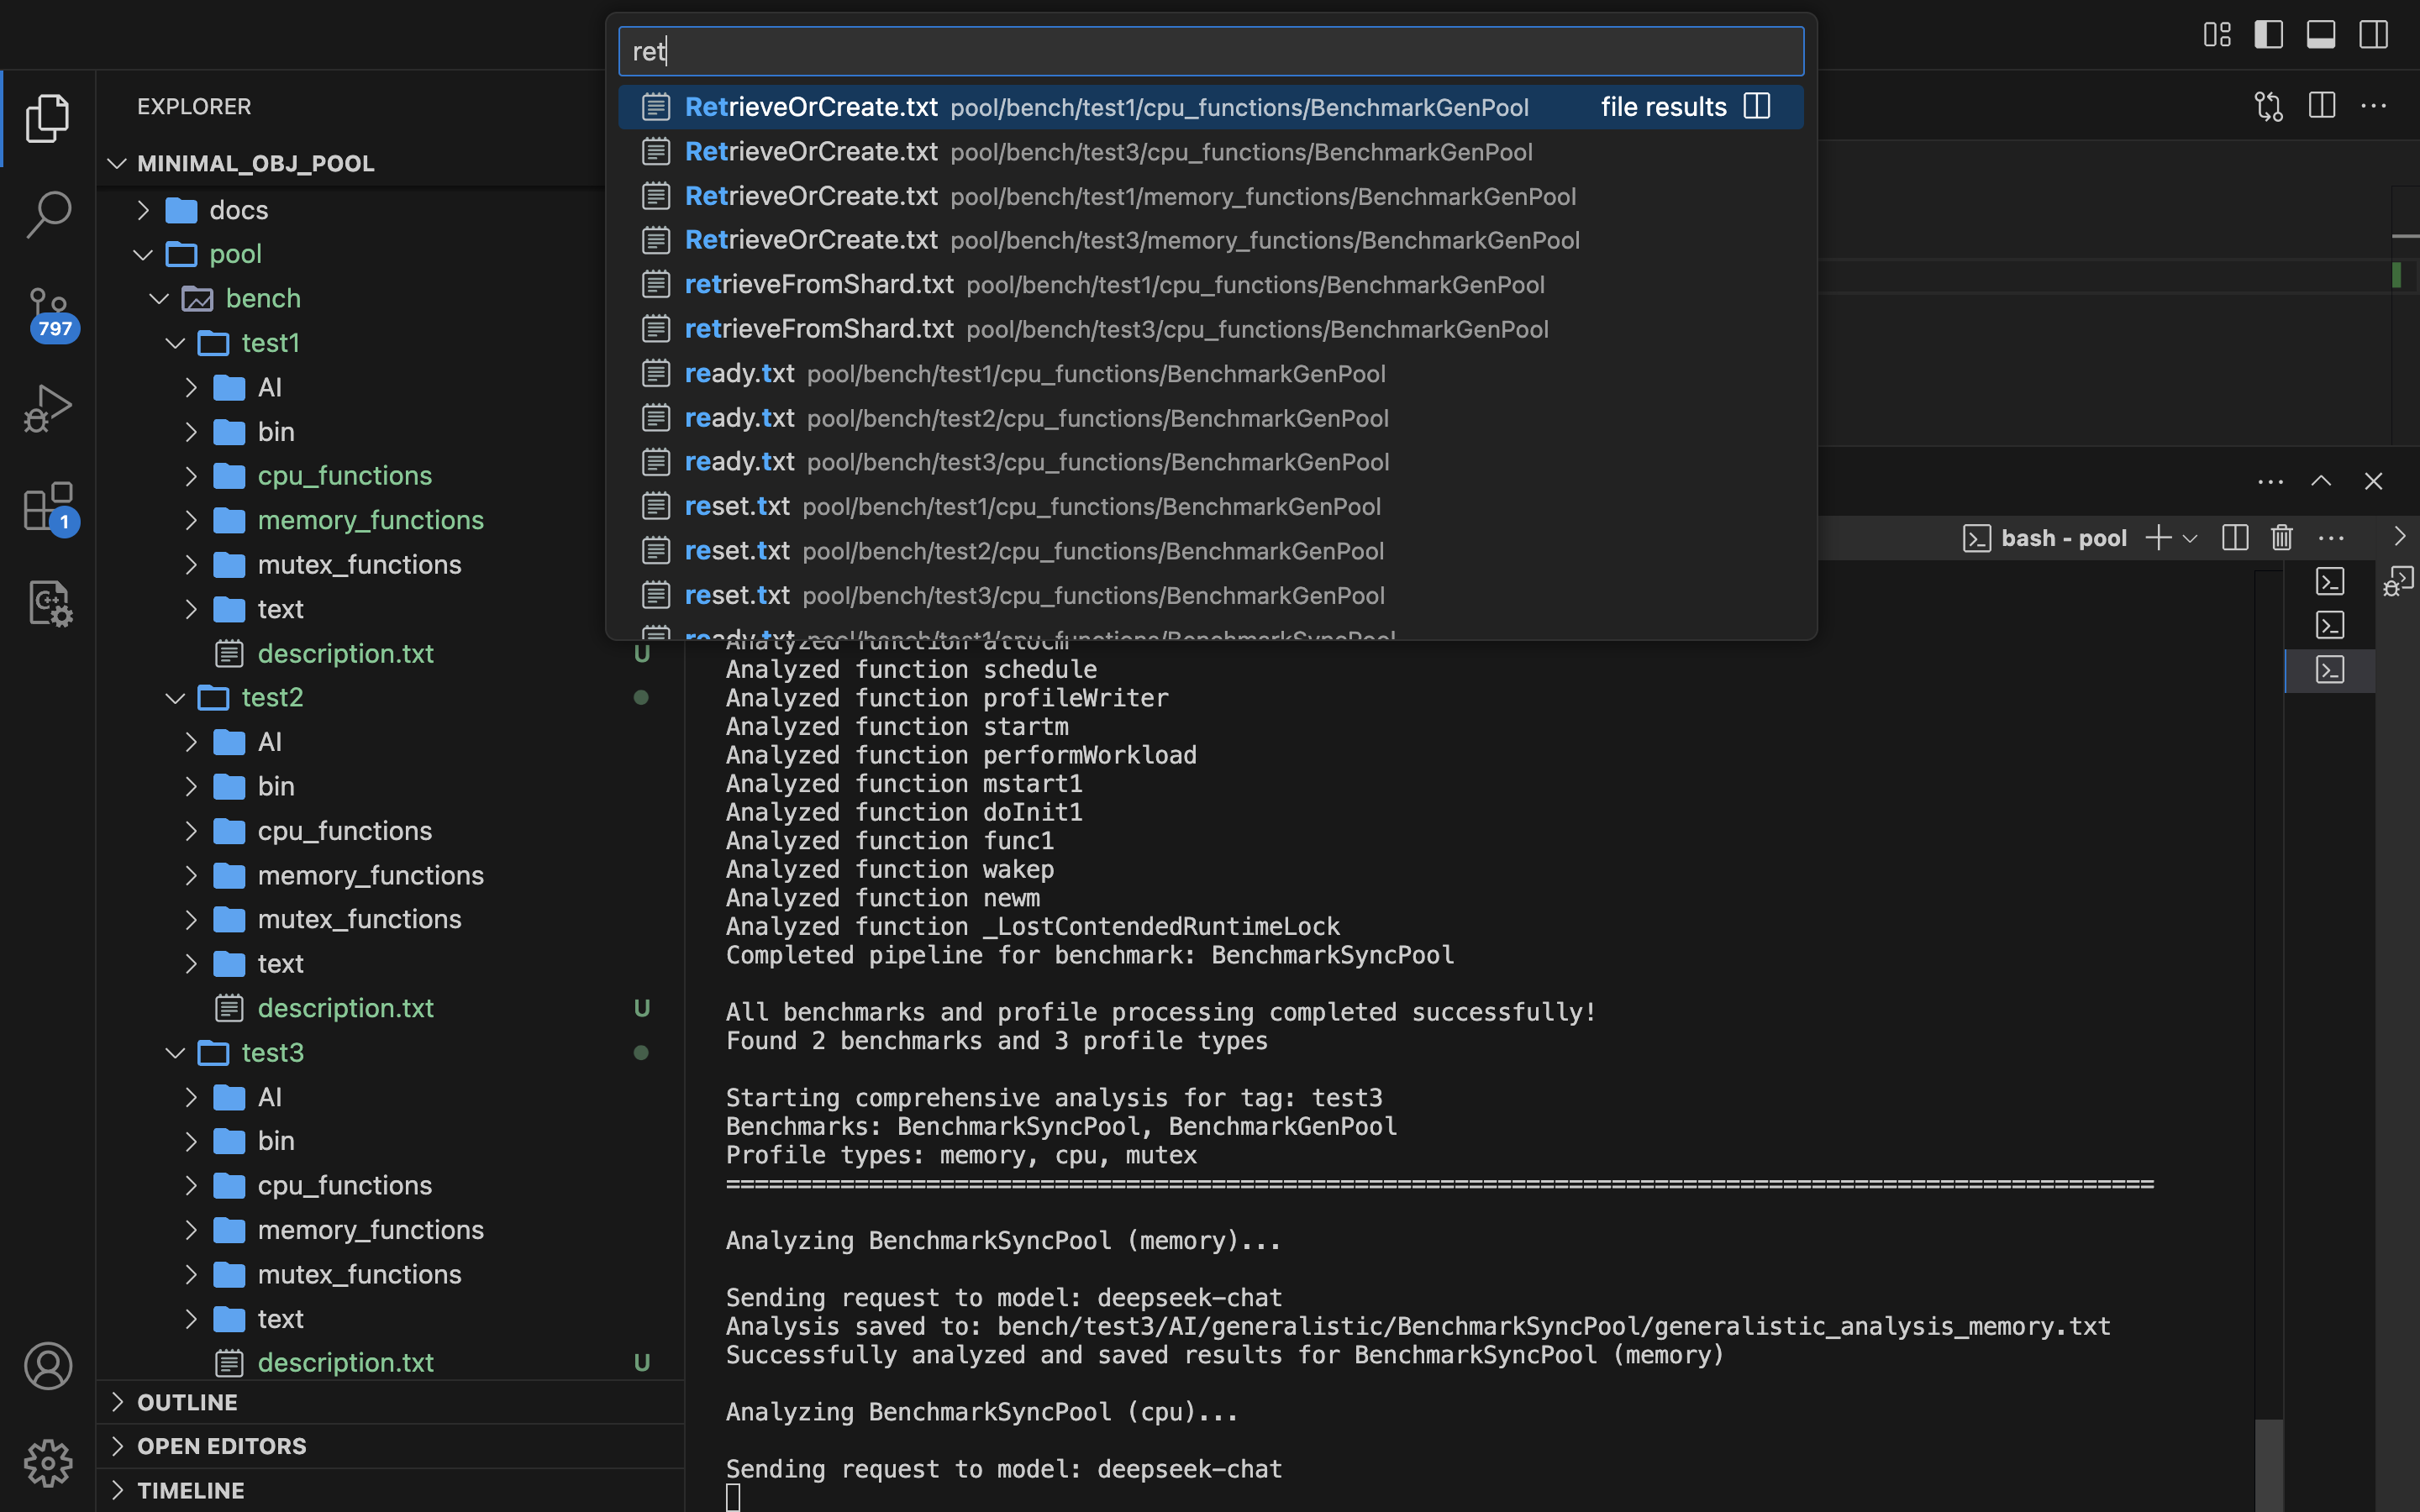 ret
RetrieveOrCreate.txt pool/bench/test1/cpu_functions/BenchmarkGenPool file results
RetrieveOrCreate.txt pool/bench/test3/cpu_functions/BenchmarkGenPool
RetrieveOrCreate.txt pool/bench/test1/memory_functions/BenchmarkGenPool
RetrieveOrCreate.txt pool/bench/test3/memory_functions/BenchmarkGenPool
retrieveFromShard.txt pool/bench/test1/cpu_functions/BenchmarkGenPool
retrieveFromShard.txt pool/bench/test3/cpu_functions/BenchmarkGenPool
ready.txt pool/bench/test1/cpu_functions/BenchmarkGenPool
ready.txt pool/bench/test2/cpu_functions/BenchmarkGenPool
ready.txt pool/bench/test3/cpu_functions/BenchmarkGenPool
reset.txt pool/bench/test1/cpu_functions/BenchmarkGenPool
reset.txt pool/bench/test2/cpu_functions/BenchmarkGenPool
reset.txt pool/bench/test3/cpu_functions/BenchmarkGenPool
ready.txt pool/bench/test1/cpu_functions/BenchmarkSyncPool
797
1
C++
EXPLORER
MINIMAL_OBJ_POOL
docs
pool
bench
test1
AI
bin
cpu_functions
memory_functions
mutex_functions
text
description.txt U
test2
AI
bin
cpu_functions
memory_functions
mutex_functions
text
description.txt U
test3
AI
bin
cpu_functions
memory_functions
mutex_functions
text
description.txt U
OUTLINE
OPEN EDITORS
TIMELINE
bash - pool
Analyzed function allocm
Analyzed function schedule
Analyzed function profileWriter
Analyzed function startm
Analyzed function performWorkload
Analyzed function mstart1
Analyzed function doInit1
Analyzed function func1
Analyzed function wakep
Analyzed function newm
Analyzed function _LostContendedRuntimeLock
Completed pipeline for benchmark: BenchmarkSyncPool
All benchmarks and profile processing completed successfully!
Found 2 benchmarks and 3 profile types
Starting comprehensive analysis for tag: test3
Benchmarks: BenchmarkSyncPool, BenchmarkGenPool
Profile types: memory, cpu, mutex
====================================================================================================
Analyzing BenchmarkSyncPool (memory)...
Sending request to model: deepseek-chat
Analysis saved to: bench/test3/AI/generalistic/BenchmarkSyncPool/generalistic_analysis_memory.txt
Successfully analyzed and saved results for BenchmarkSyncPool (memory)
Analyzing BenchmarkSyncPool (cpu)...
Sending request to model: deepseek-chat